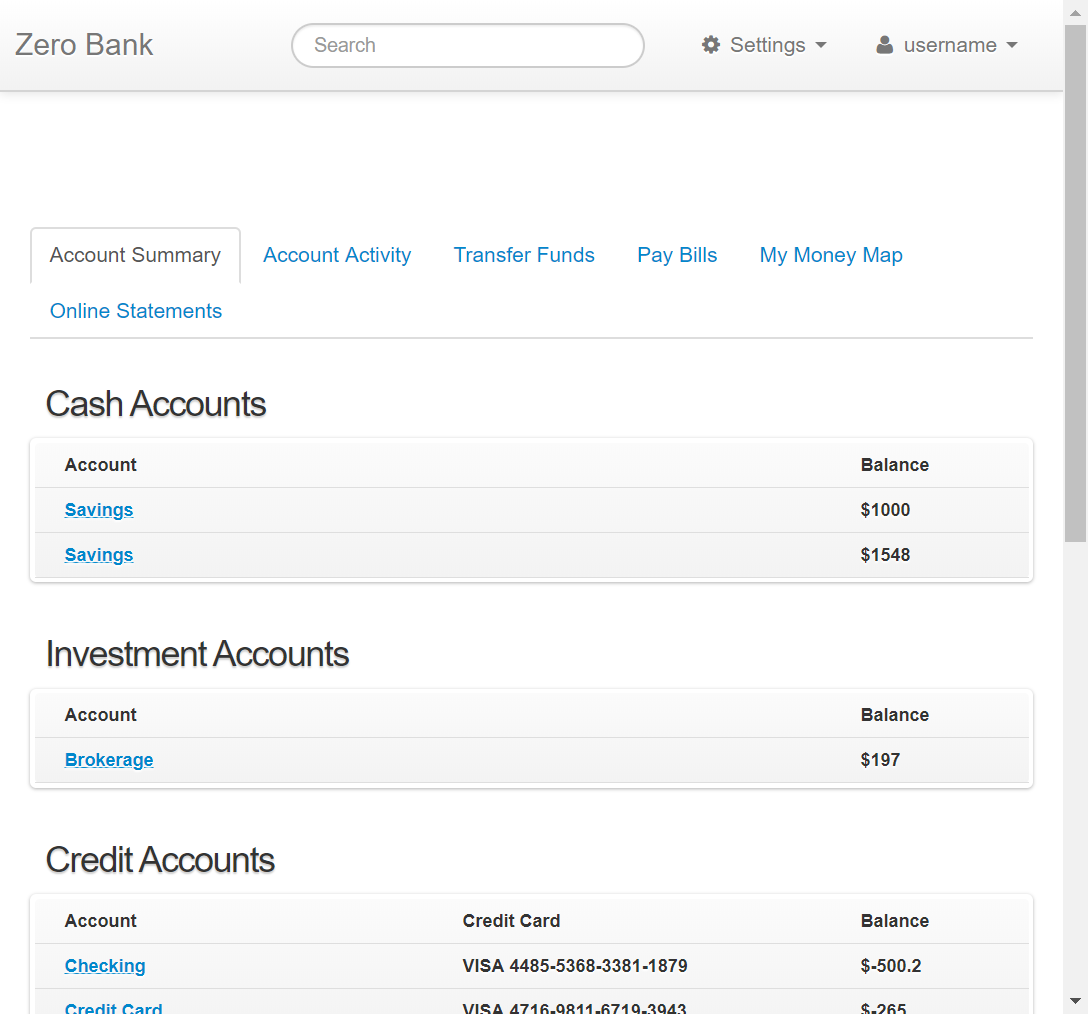 Zero Bank Search Settings username
Account Summary Account Activity Transfer Funds Pay Bills My Money Map
Online Statements
Cash Accounts
Account Balance
Savings $1000
Savings $1548
Investment Accounts
Account Balance
Brokerage $197
Credit Accounts
Account Credit Card Balance
Checking VISA 4485-5368-3381-1879 $-500.2
Credit Card VISA 4716-9811-6719-3943 $-265